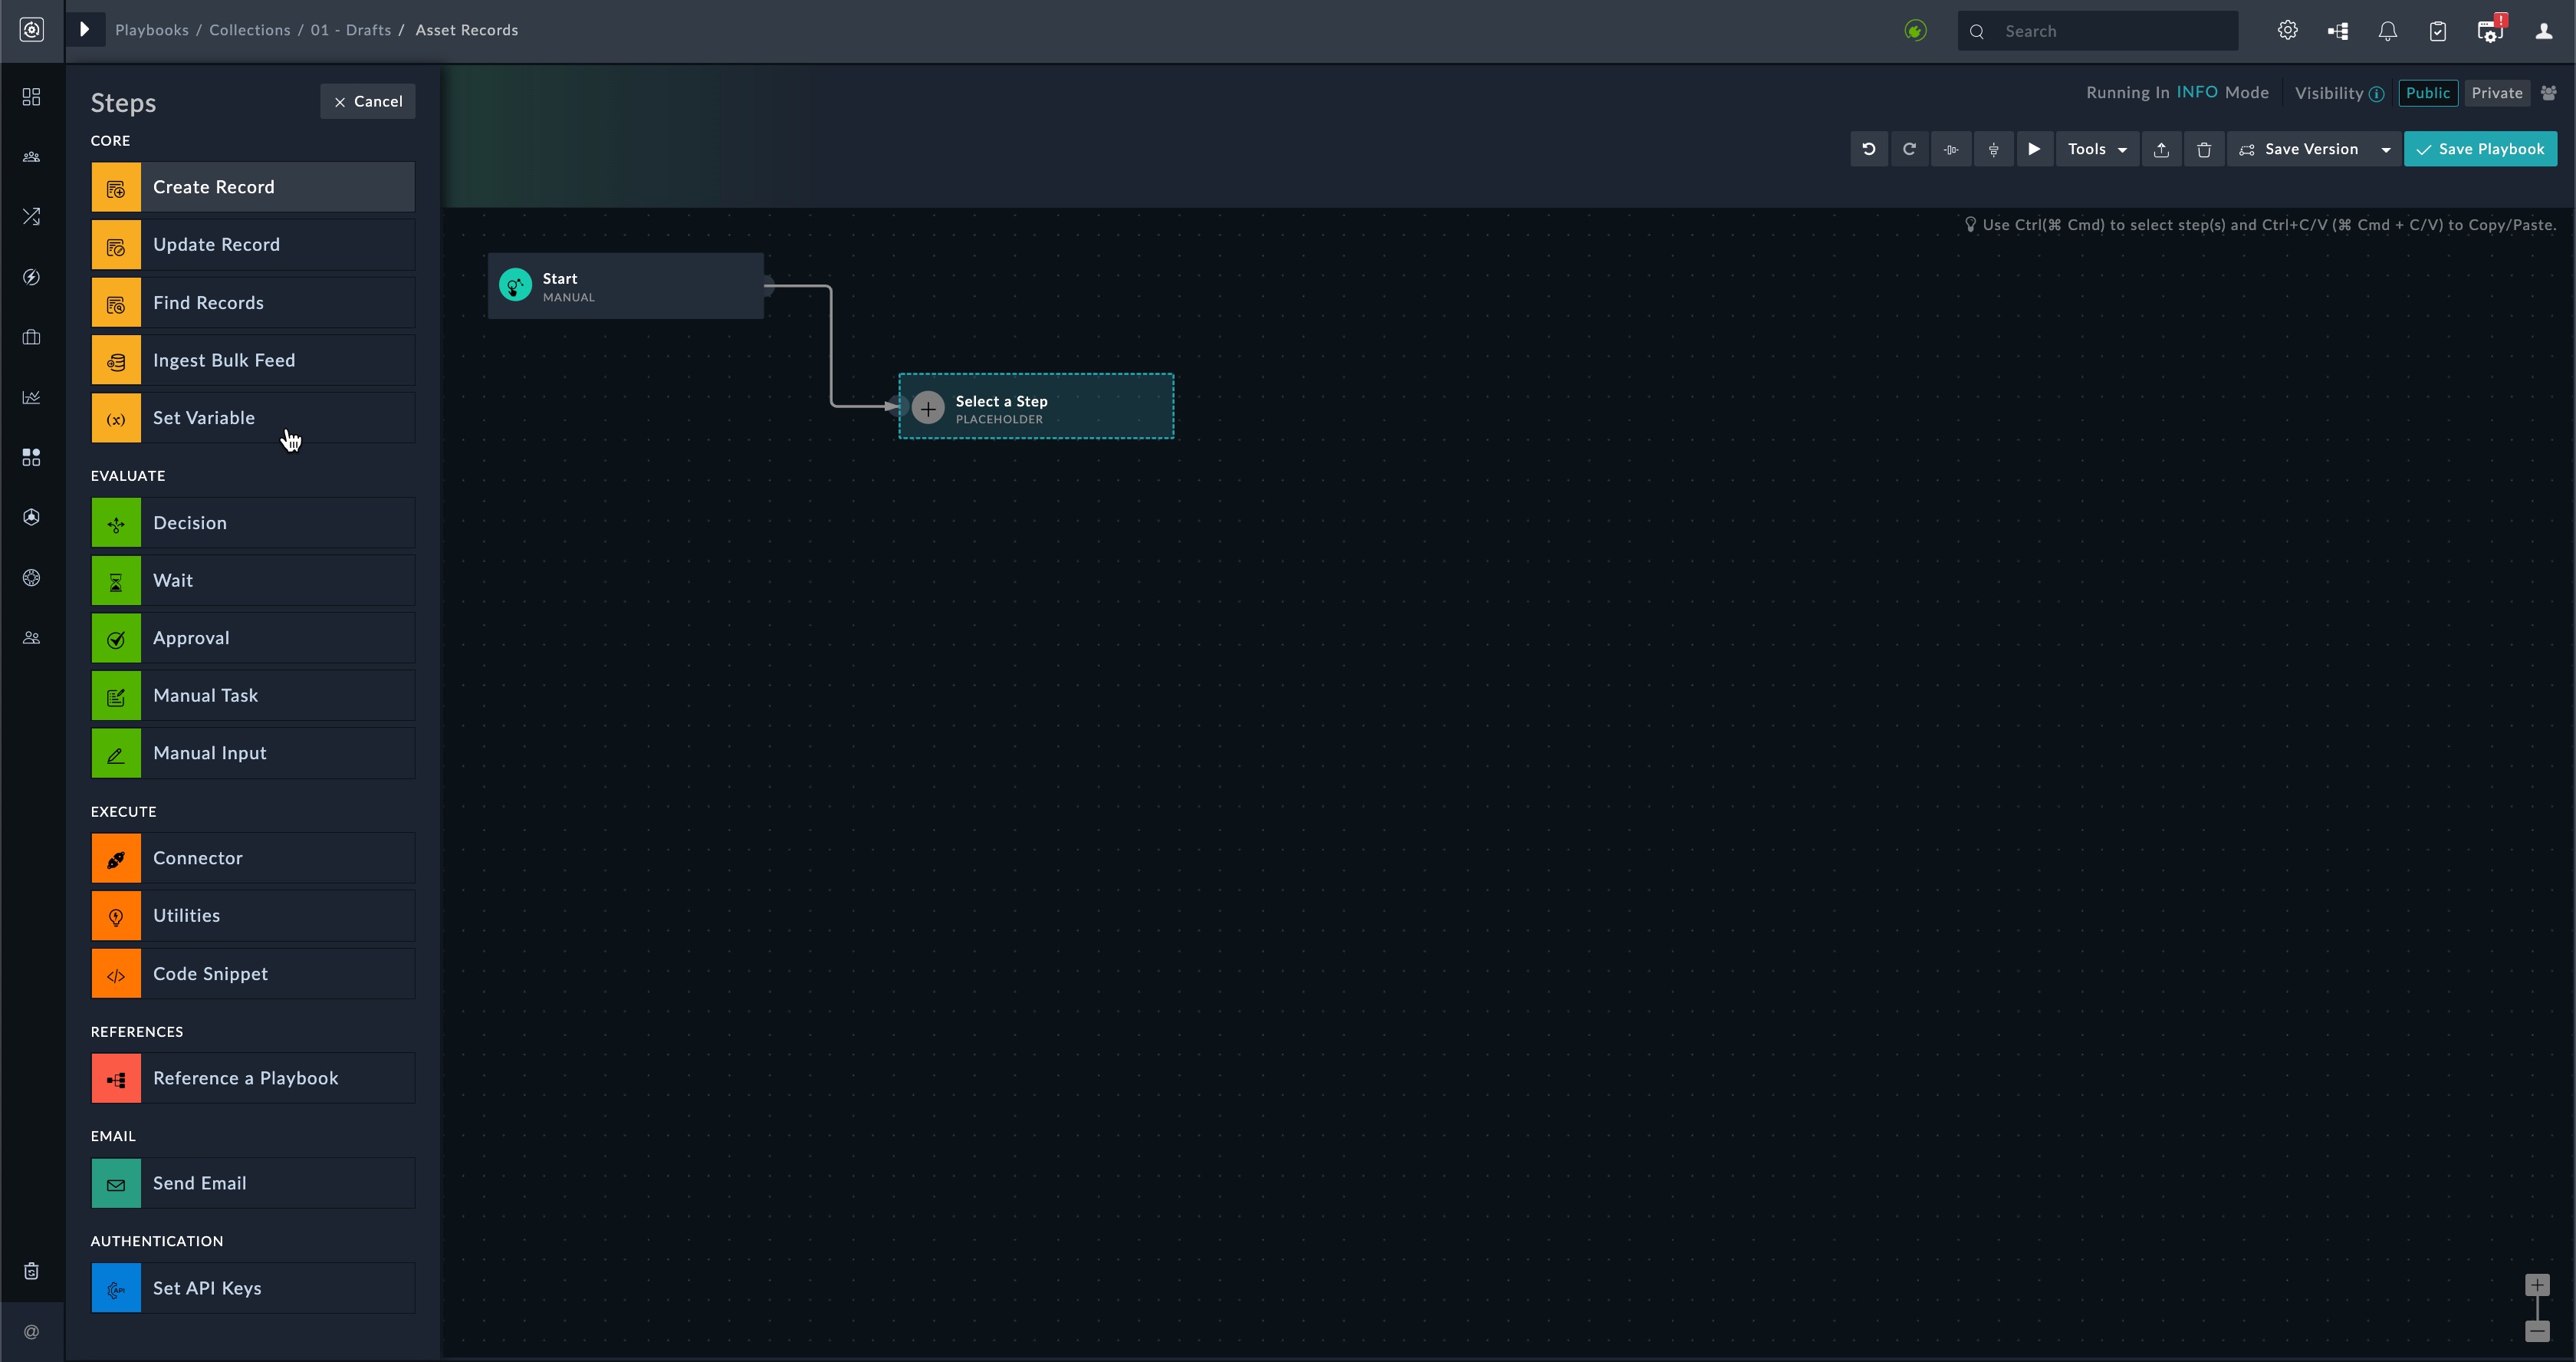 Playbooks / Collections / 01 - Drafts / Asset Records
Search
!
Steps
Cancel
Running In INFO Mode
Visibility
Public
Private
Tools
Save Version
Save Playbook
Use Ctrl(⌘ Cmd) to select step(s) and Ctrl+C/V (⌘ Cmd + C/V) to Copy/Paste.
CORE
Create Record
Update Record
Find Records
Ingest Bulk Feed
(x) Set Variable
EVALUATE
Decision
Wait
Approval
Manual Task
Manual Input
EXECUTE
Connector
Utilities
</> Code Snippet
REFERENCES
Reference a Playbook
EMAIL
Send Email
AUTHENTICATION
API Set API Keys
@
Start
MANUAL
Select a Step
PLACEHOLDER